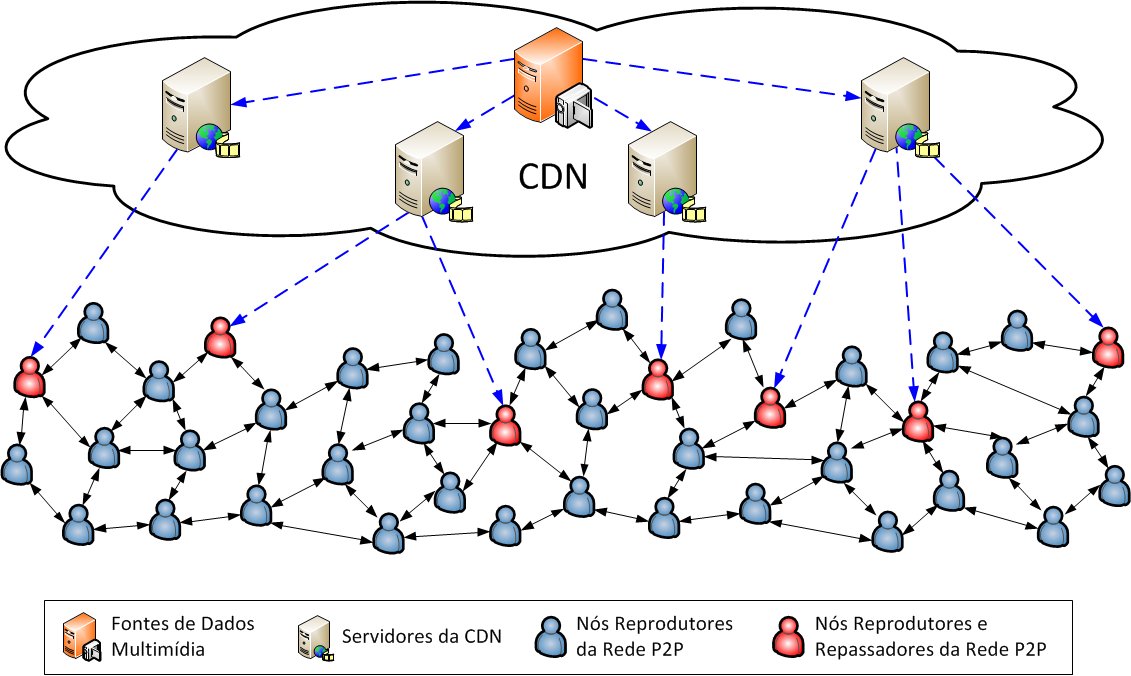 CDN
Fontes de Dados
Multimídia
Servidores da CDN
Nós Reprodutores
da Rede P2P
Nós Reprodutores e
Repassadores da Rede P2P